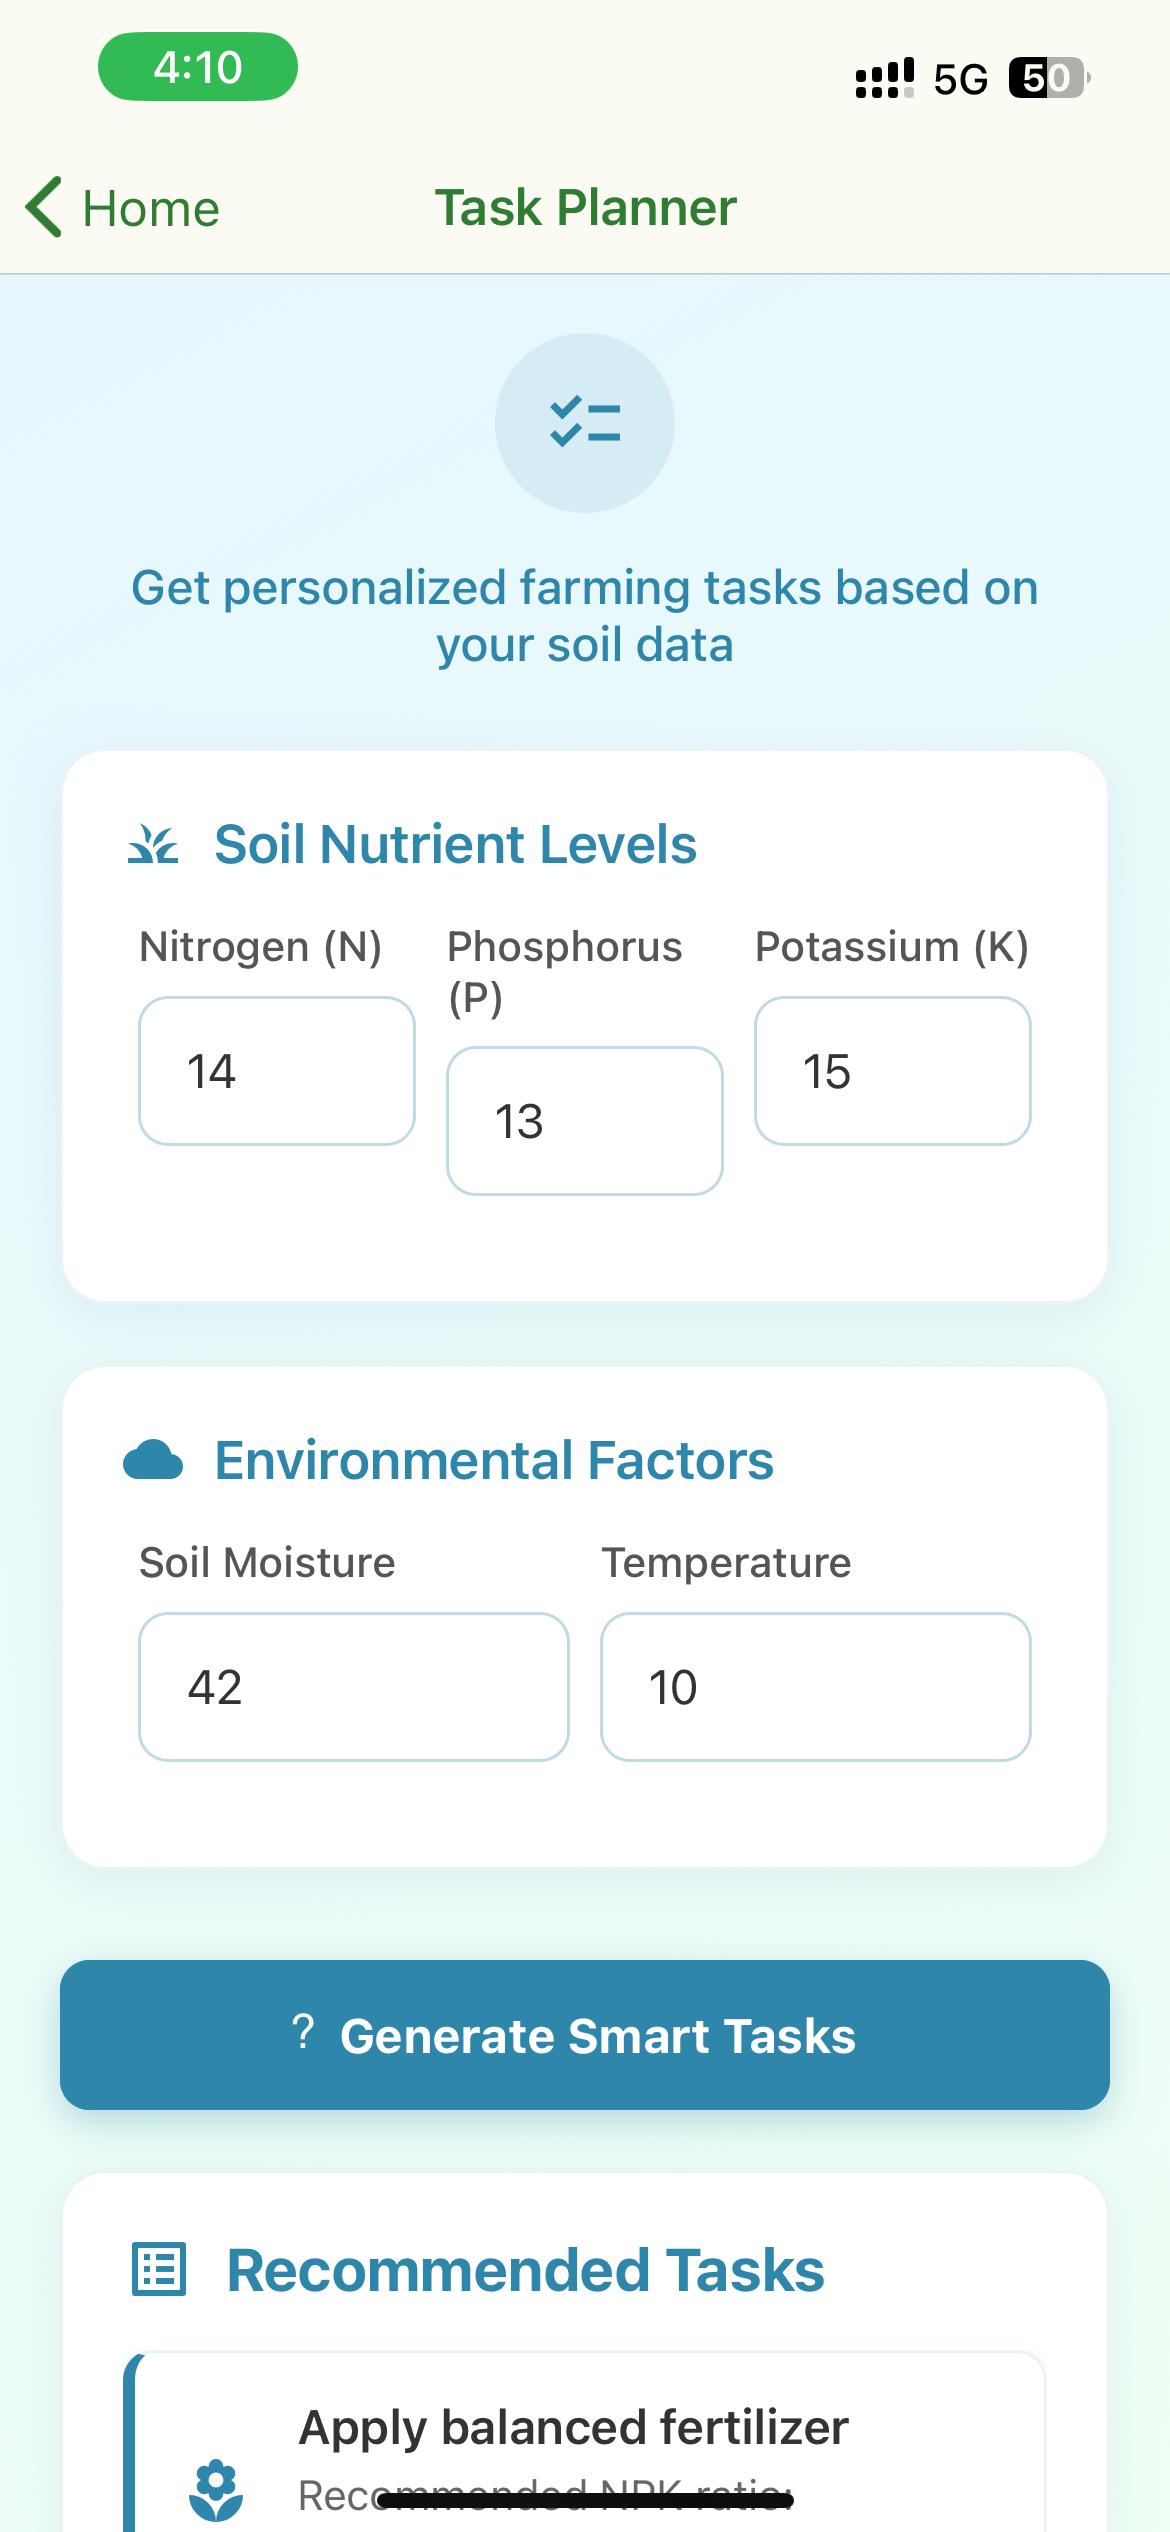 4:10
5G 50
Home
Task Planner
Get personalized farming tasks based on
your soil data
Soil Nutrient Levels
Nitrogen (N)
Phosphorus
(P)
Potassium (K)
14
13
15
Environmental Factors
Soil Moisture
Temperature
42
10
? Generate Smart Tasks
Recommended Tasks
Apply balanced fertilizer
Recommended NPK ratio: